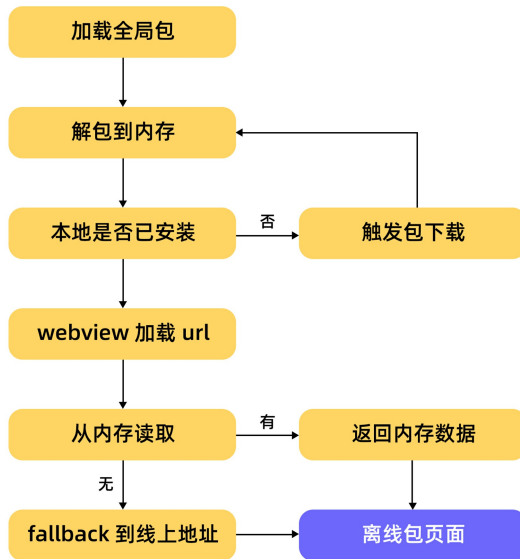 加载全局包
解包到内存
本地是否已安装
否
触发包下载
webview 加载 url
从内存读取
有
返回内存数据
无
fallback 到线上地址
离线包页面